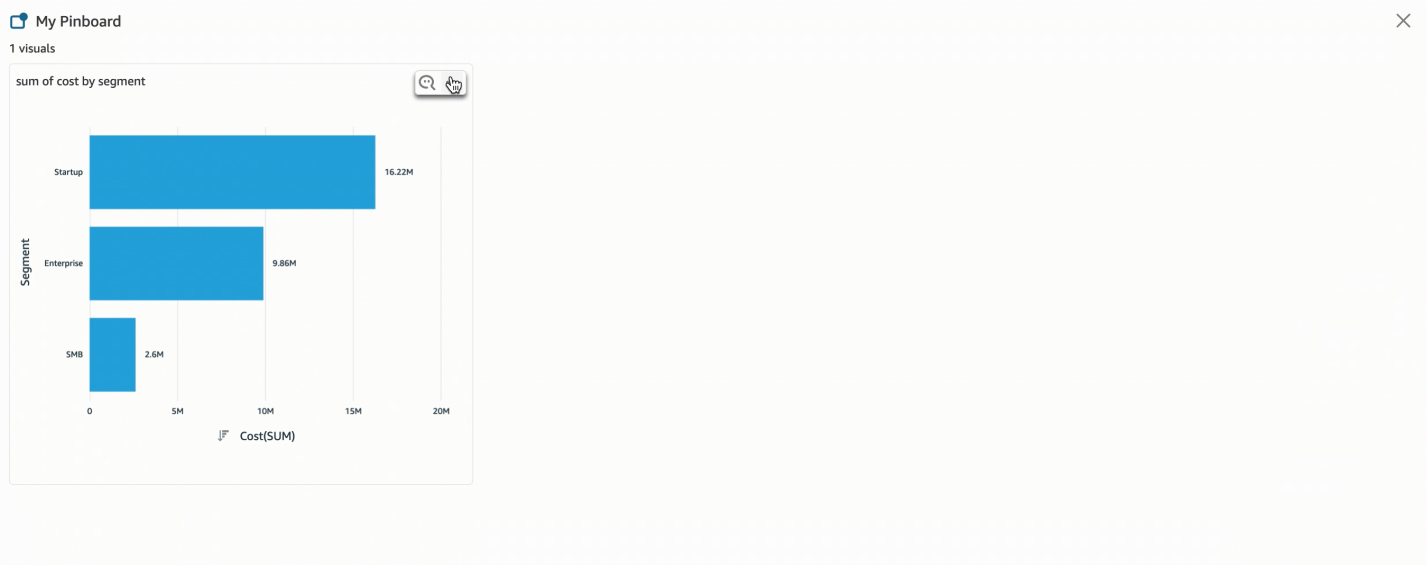 My Pinboard
1 visuals
sum of cost by segment
Segment
Startup
16.22M
Enterprise
9.86M
SMB
2.6M
0 5M 10M 15M 20M
Cost(SUM)